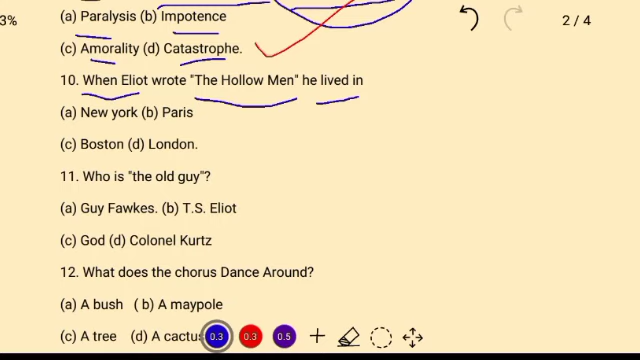 3%
(a) Paralysis (b) Impotence
2 / 4
(c) Amorality (d) Catastrophe.
10. When Eliot wrote "The Hollow Men" he lived in
(a) New york (b) Paris
(c) Boston (d) London.
11. Who is "the old guy"?
(a) Guy Fawkes. (b) T.S. Eliot
(c) God (d) Colonel Kurtz
12. What does the chorus Dance Around?
(a) A bush ( b) A maypole
(c) A tree (d) A cactus
0.3 0.3 0.5